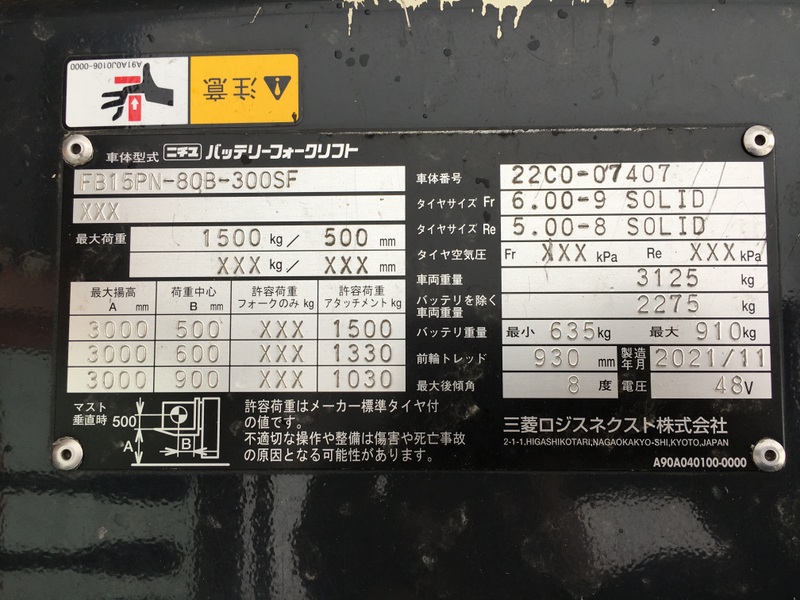 A91A0J0106-0000
注意
車体型式 ニチユ バッテリーフォークリフト
FB15PN-80B-300SF
XXX
最大荷重 1500 kg/ 500 mm
XXX kg/ XXX mm
最大揚高 A mm 荷重中心 B mm 許容荷重 フォークのみ kg 許容荷重 アタッチメント kg
3000 500 XXX 1500
3000 600 XXX 1330
3000 900 XXX 1030
マスト垂直時 500 A B
許容荷重はメーカー標準タイヤ付
の値です。
不適切な操作や整備は傷害や死亡事故
の原因となる可能性があります。
車体番号 22C0-07407
タイヤサイズ Fr 6.00-9 SOLID
タイヤサイズ Re 5.00-8 SOLID
タイヤ空気圧 Fr XXX kPa Re XXX kPa
車両重量 3125 kg
バッテリを除く車両重量 2275 kg
バッテリ重量 最小 635kg 最大 910kg
前輪トレッド 930 mm 製造年月 2021/11
最大後傾角 8 度 電圧 48V
三菱ロジスネクスト株式会社
2-1-1,HIGASHIKOTARI,NAGAOKAKYO-SHI,KYOTO,JAPAN
A90A040100-0000